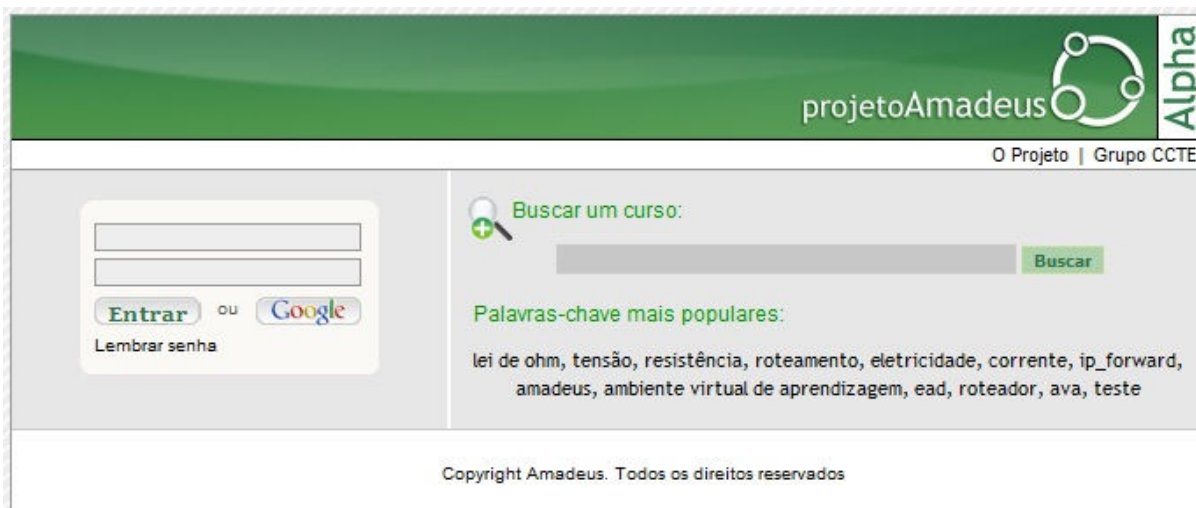 projetoAmadeus
Alpha
O Projeto | Grupo CCTE
Entrar ou Google
Lembrar senha
Buscar um curso:
Buscar
Palavras-chave mais populares:
lei de ohm, tensão, resistência, roteamento, eletricidade, corrente, ip_forward,
amadeus, ambiente virtual de aprendizagem, ead, roteador, ava, teste
Copyright Amadeus. Todos os direitos reservados